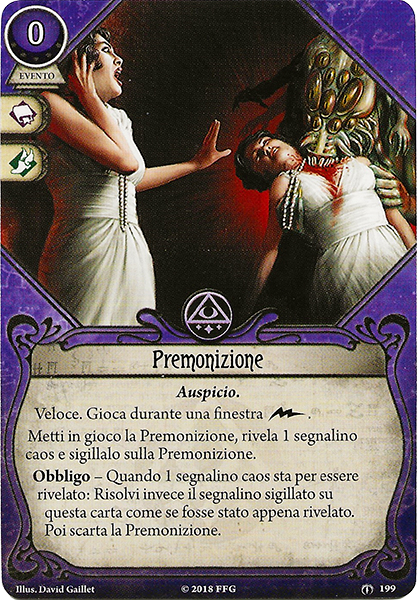 0
EVENTO
Premonizione
Auspicio.
Veloce. Gioca durante una finestra .
Metti in gioco la Premonizione, rivela 1 segnalino
caos e sigillalo sulla Premonizione.
Obbligo – Quando 1 segnalino caos sta per essere
rivelato: Risolvi invece il segnalino sigillato su
questa carta come se fosse stato appena rivelato.
Poi scarta la Premonizione.
Illus. David Gaillet © 2018 FFG 199